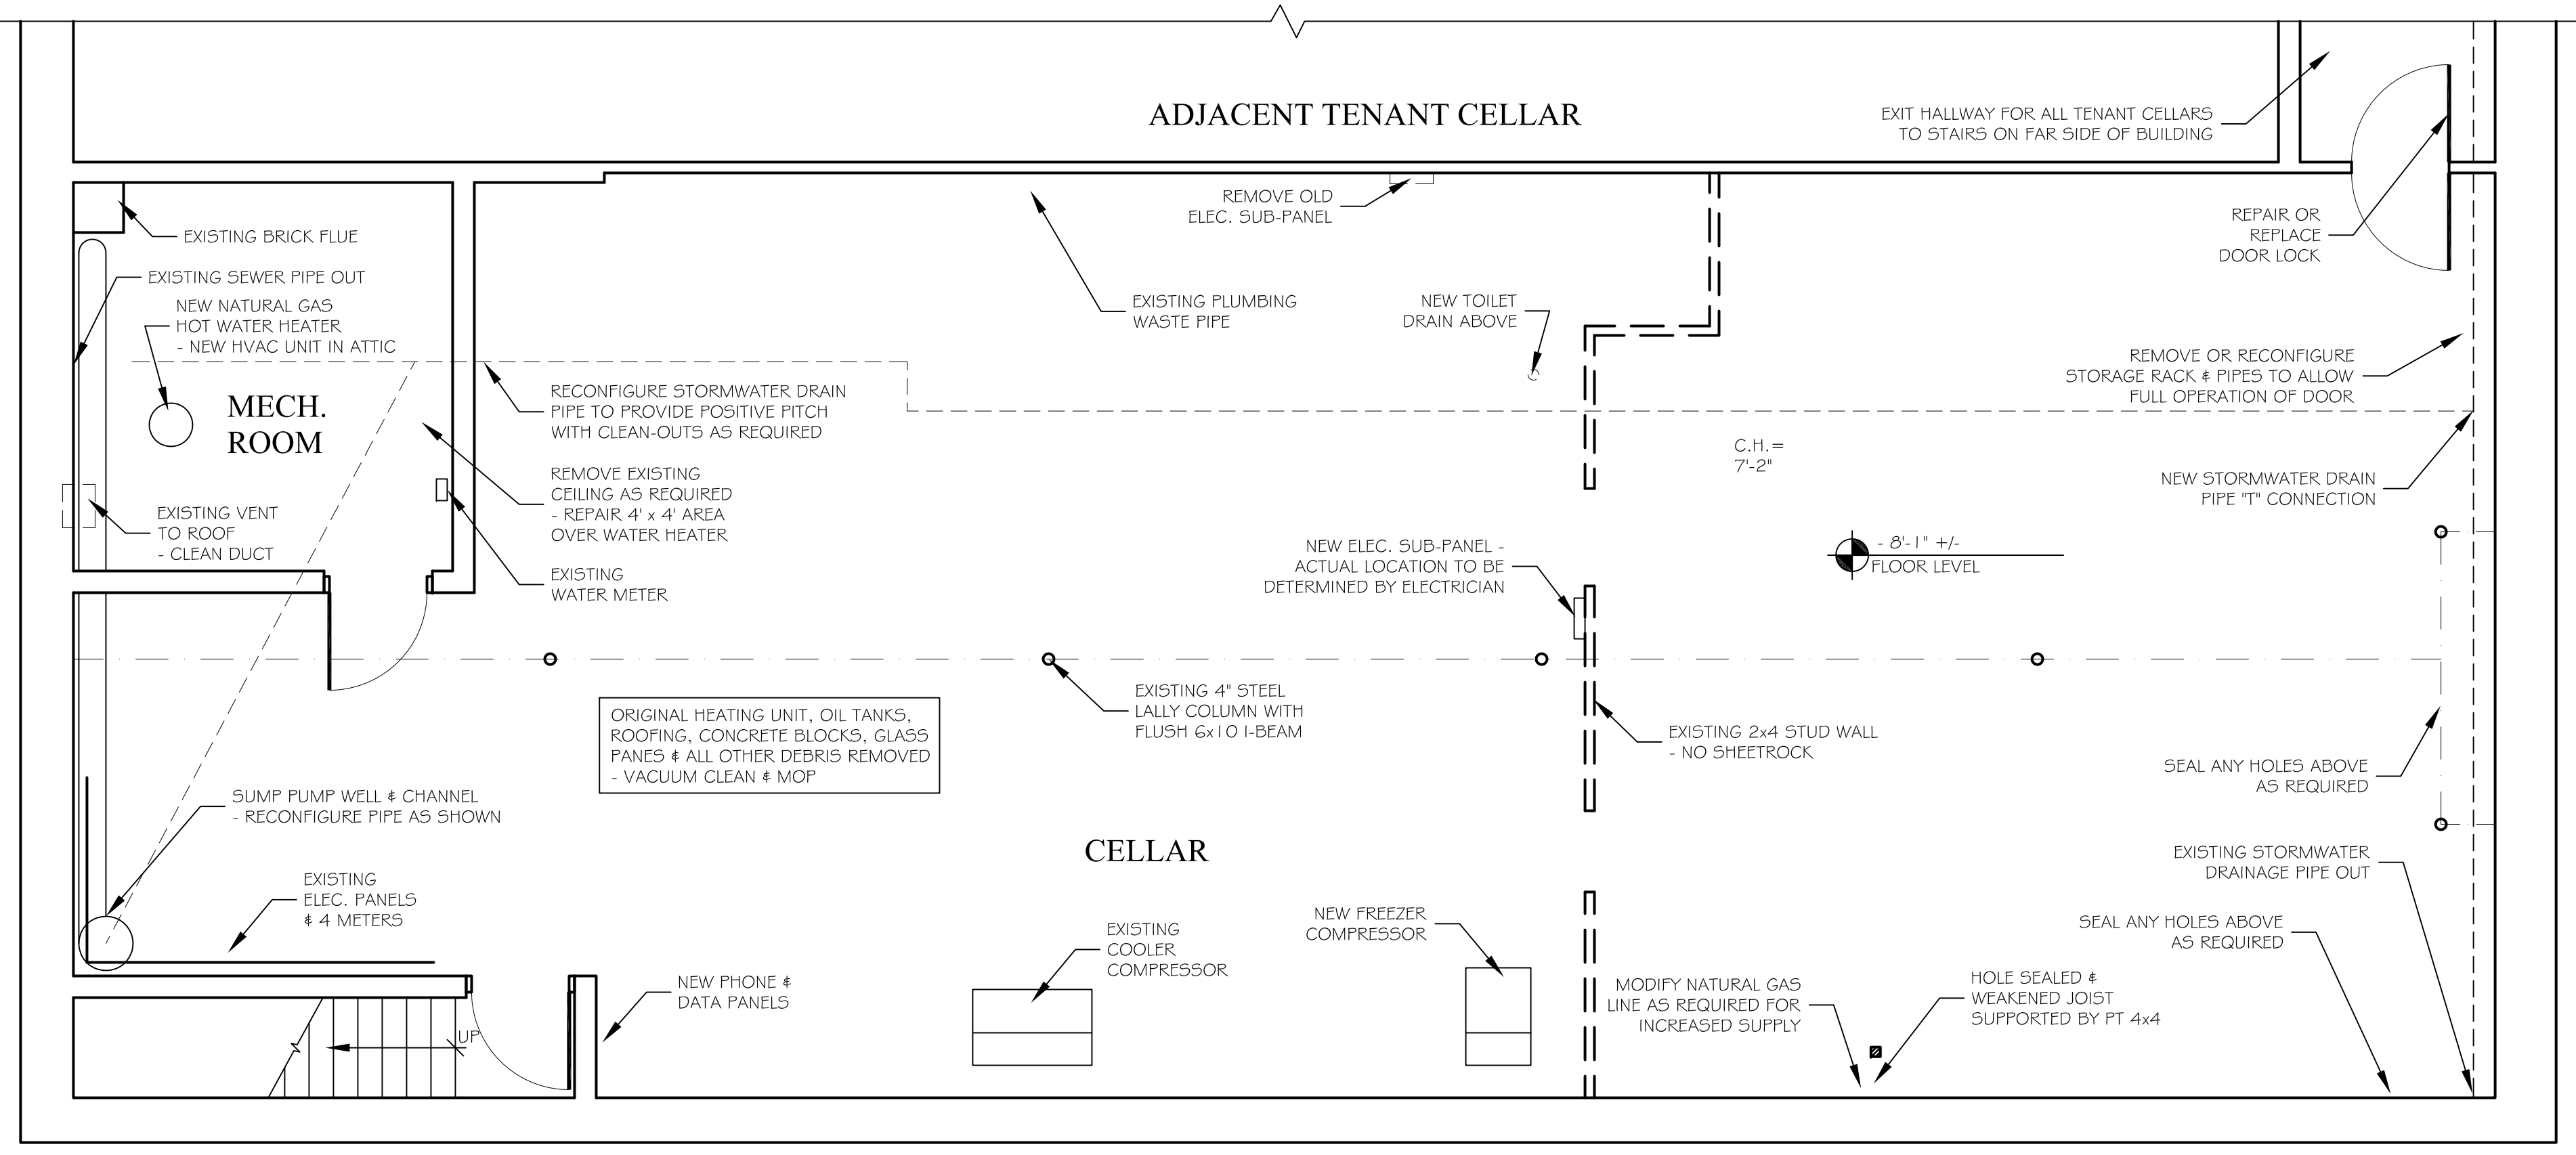 ADJACENT TENANT CELLAR
EXIT HALLWAY FOR ALL TENANT CELLARS
TO STAIRS ON FAR SIDE OF BUILDING
REMOVE OLD
ELEC. SUB-PANEL
REPAIR OR
REPLACE
DOOR LOCK
EXISTING BRICK FLUE
EXISTING SEWER PIPE OUT
NEW NATURAL GAS
HOT WATER HEATER
- NEW HVAC UNIT IN ATTIC
MECH.
ROOM
EXISTING VENT
TO ROOF
- CLEAN DUCT
EXISTING PLUMBING
WASTE PIPE
NEW TOILET
DRAIN ABOVE
RECONFIGURE STORMWATER DRAIN
PIPE TO PROVIDE POSITIVE PITCH
WITH CLEAN-OUTS AS REQUIRED
REMOVE EXISTING
CEILING AS REQUIRED
- REPAIR 4' x 4' AREA
OVER WATER HEATER
EXISTING
WATER METER
REMOVE OR RECONFIGURE
STORAGE RACK & PIPES TO ALLOW
FULL OPERATION OF DOOR
C.H.=
7'-2"
NEW STORMWATER DRAIN
PIPE "T" CONNECTION
NEW ELEC. SUB-PANEL -
ACTUAL LOCATION TO BE
DETERMINED BY ELECTRICIAN
- 8'-1" +/-
FLOOR LEVEL
ORIGINAL HEATING UNIT, OIL TANKS,
ROOFING, CONCRETE BLOCKS, GLASS
PANES & ALL OTHER DEBRIS REMOVED
- VACUUM CLEAN & MOP
EXISTING 4" STEEL
LALLY COLUMN WITH
FLUSH 6x10 I-BEAM
EXISTING 2x4 STUD WALL
- NO SHEETROCK
SEAL ANY HOLES ABOVE
AS REQUIRED
SUMP PUMP WELL & CHANNEL
- RECONFIGURE PIPE AS SHOWN
CELLAR
EXISTING
ELEC. PANELS
& 4 METERS
EXISTING STORMWATER
DRAINAGE PIPE OUT
NEW FREEZER
COMPRESSOR
EXISTING
COOLER
COMPRESSOR
SEAL ANY HOLES ABOVE
AS REQUIRED
NEW PHONE &
DATA PANELS
MODIFY NATURAL GAS
LINE AS REQUIRED FOR
INCREASED SUPPLY
HOLE SEALED &
WEAKENED JOIST
SUPPORTED BY PT 4x4
UP